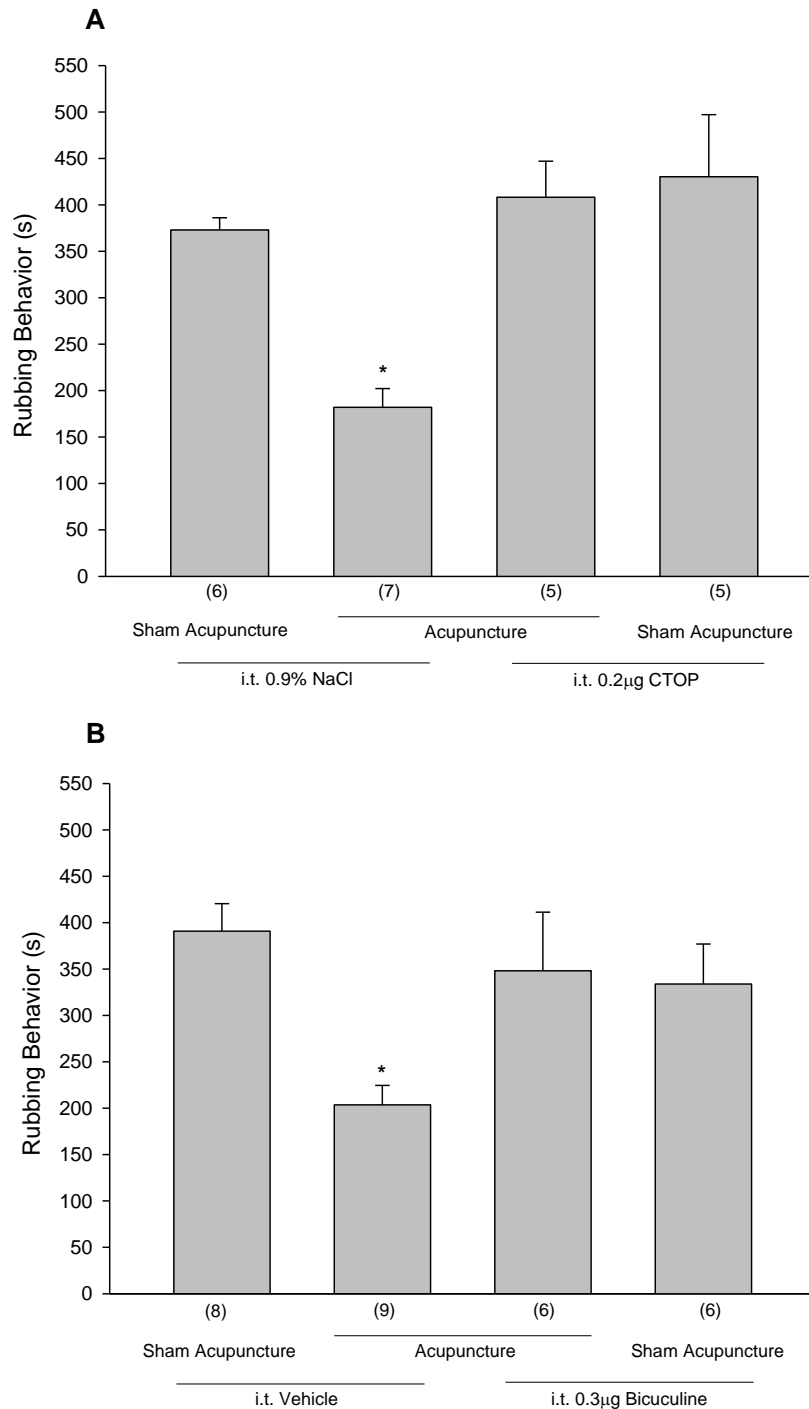 A
550
500
450
400
350
300
250
200
150
100
50
0
Rubbing Behavior (s)
*
(6) (7) (5) (5)
Sham Acupuncture Acupuncture Sham Acupuncture
i.t. 0.9% NaCl i.t. 0.2μg CTOP
B
550
500
450
400
350
300
250
200
150
100
50
0
Rubbing Behavior (s)
*
(8) (9) (6) (6)
Sham Acupuncture Acupuncture Sham Acupuncture
i.t. Vehicle i.t. 0.3μg Bicuculine